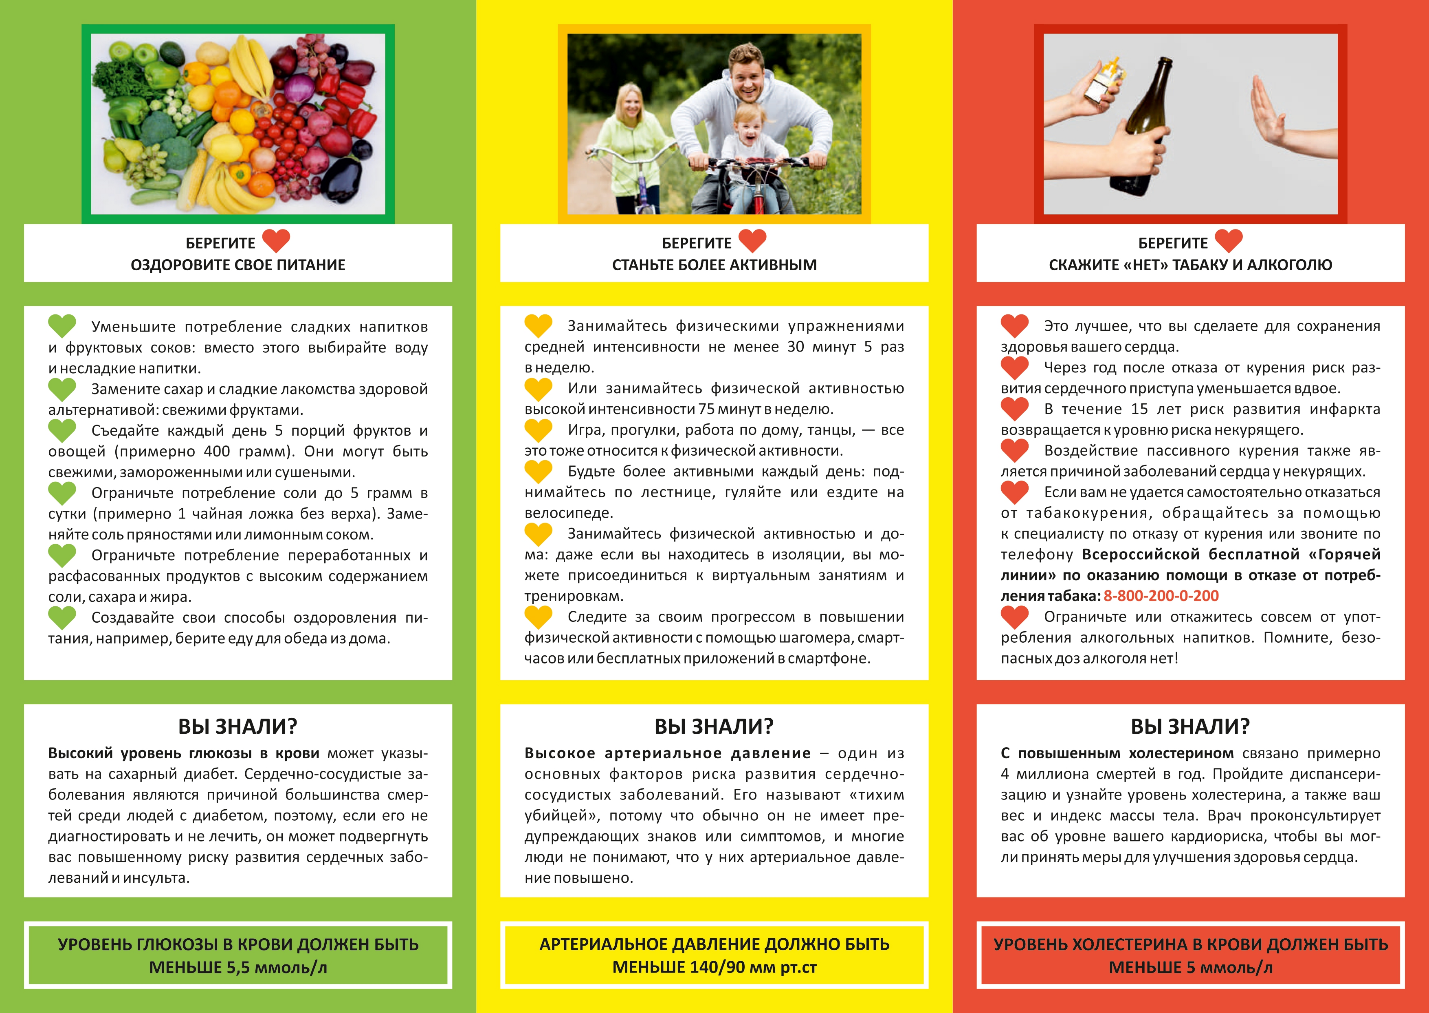 БЕРЕГИТЕ
ОЗДОРОВИТЕ СВОЕ ПИТАНИЕ
Уменьшите потребление сладких напитков
и фруктовых соков: вместо этого выбирайте воду
и несладкие напитки.
Замените сахар и сладкие лакомства здоровой
альтернативой: свежими фруктами.
Съедайте каждый день 5 порций фруктов и
овощей (примерно 400 грамм). Они могут быть
свежими, замороженными или сушеными.
Ограничьте потребление соли до 5 грамм в
сутки (примерно 1 чайная ложка без верха). Заме-
няйте соль пряностями или лимонным соком.
Ограничьте потребление переработанных и
расфасованных продуктов с высоким содержанием
соли, сахара и жира.
Создавайте свои способы оздоровления пи-
тания, например, берите еду для обеда из дома.
ВЫ ЗНАЛИ?
Высокий уровень глюкозы в крови может указы-
вать на сахарный диабет. Сердечно-сосудистые за-
болевания являются причиной большинства смер-
тей среди людей с диабетом, поэтому, если его не
диагностировать и не лечить, он может подвергнуть
вас повышенному риску развития сердечных забо-
леваний и инсульта.
УРОВЕНЬ ГЛЮКОЗЫ В КРОВИ ДОЛЖЕН БЫТЬ
МЕНЬШЕ 5,5 ммоль/л
БЕРЕГИТЕ
СТАНЬТЕ БОЛЕЕ АКТИВНЫМ
Занимайтесь физическими упражнениями
средней интенсивности не менее 30 минут 5 раз
в неделю.
Или занимайтесь физической активностью
высокой интенсивности 75 минут в неделю.
Игра, прогулки, работа по дому, танцы, — все
это тоже относится к физической активности.
Будьте более активными каждый день: под-
нимайтесь по лестнице, гуляйте или ездите на
велосипеде.
Занимайтесь физической активностью и до-
ма: даже если вы находитесь в изоляции, вы мо-
жете присоединиться к виртуальным занятиям и
тренировкам.
Следите за своим прогрессом в повышении
физической активности с помощью шагомера, смарт-
часов или бесплатных приложений в смартфоне.
ВЫ ЗНАЛИ?
Высокое артериальное давление – один из
основных факторов риска развития сердечно-
сосудистых заболеваний. Его называют «тихим
убийцей», потому что обычно он не имеет пре-
дупреждающих знаков или симптомов, и многие
люди не понимают, что у них артериальное давле-
ние повышено.
АРТЕРИАЛЬНОЕ ДАВЛЕНИЕ ДОЛЖНО БЫТЬ
МЕНЬШЕ 140/90 мм рт.ст
БЕРЕГИТЕ
СКАЖИТЕ «НЕТ» ТАБАКУ И АЛКОГОЛЮ
Это лучшее, что вы сделаете для сохранения
здоровья вашего сердца.
Через год после отказа от курения риск раз-
вития сердечного приступа уменьшается вдвое.
В течение 15 лет риск развития инфаркта
возвращается к уровню риска некурящего.
Воздействие пассивного курения также яв-
ляется причиной заболеваний сердца у некурящих.
Если вам не удается самостоятельно отказаться
от табакокурения, обращайтесь за помощью
к специалисту по отказу от курения или звоните по
телефону Всероссийской бесплатной «Горячей
линии» по оказанию помощи в отказе от потреб-
ления табака: 8-800-200-0-200
Ограничьте или откажитесь совсем от упот-
ребления алкогольных напитков. Помните, безо-
пасных доз алкоголя нет!
ВЫ ЗНАЛИ?
С повышенным холестерином связано примерно
4 миллиона смертей в год. Пройдите диспансери-
зацию и узнайте уровень холестерина, а также ваш
вес и индекс массы тела. Врач проконсультирует
вас об уровне вашего кардиориска, чтобы вы мог-
ли принять меры для улучшения здоровья сердца.
УРОВЕНЬ ХОЛЕСТЕРИНА В КРОВИ ДОЛЖЕН БЫТЬ
МЕНЬШЕ 5 ммоль/л